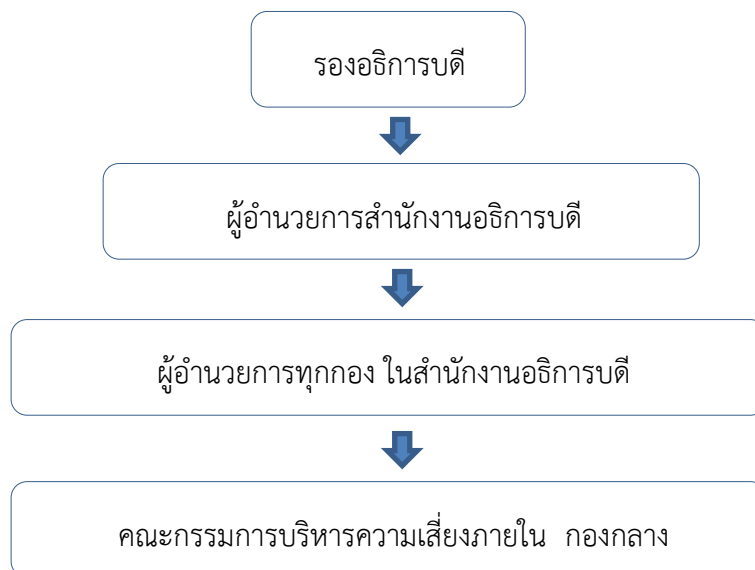 รองอธิการบดี
ผู้อำนวยการสำนักงานอธิการบดี
ผู้อำนวยการทุกกอง ในสำนักงานอธิการบดี
คณะกรรมการบริหารความเสี่ยงภายใน กองกลาง